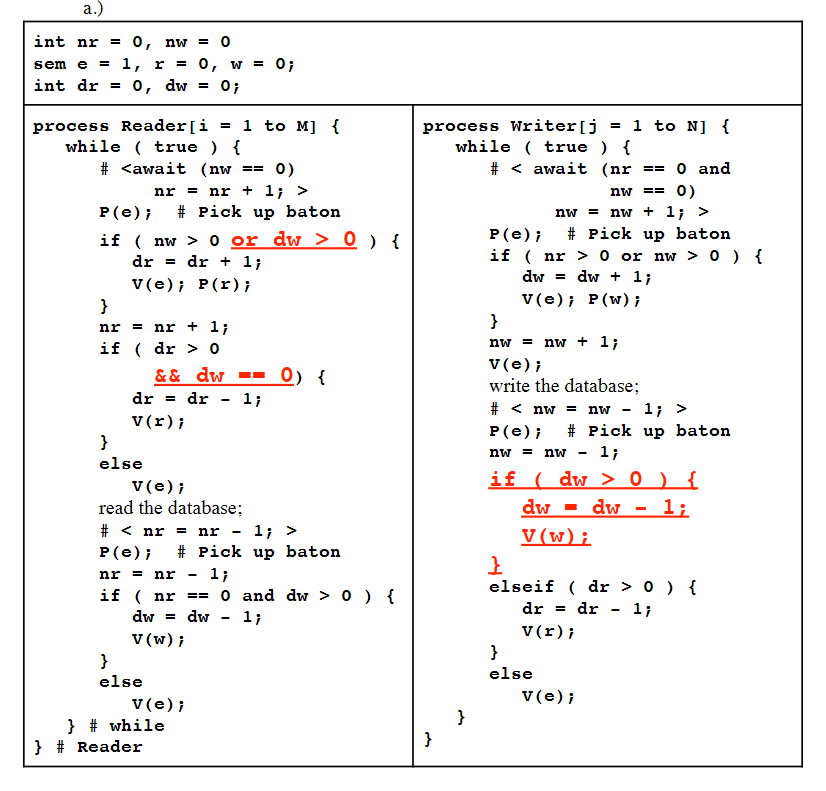 a.)
int nr = 0, nw = 0
sem e = 1, r = 0, w = 0;
int dr = 0, dw = 0;
process Reader[i = 1 to M] {
while ( true ) {
# <await (nw == 0)
nr = nr + 1; >
P(e); # Pick up baton
if ( nw > 0 or dw > 0 ) {
dr = dr + 1;
V(e); P(r);
}
nr = nr + 1;
if ( dr > 0
&& dw == 0) {
dr = dr - 1;
V(r);
}
else
V(e);
read the database;
# < nr = nr - 1; >
P(e); # Pick up baton
nr = nr - 1;
if ( nr == 0 and dw > 0 ) {
dw = dw - 1;
V(w);
}
else
V(e);
} # while
} # Reader
process Writer[j = 1 to N] {
while ( true ) {
# < await (nr == 0 and
nw == 0)
nw = nw + 1; >
P(e); # Pick up baton
if ( nr > 0 or nw > 0 ) {
dw = dw + 1;
V(e); P(w);
}
nw = nw + 1;
V(e);
write the database;
# < nw = nw - 1; >
P(e); # Pick up baton
nw = nw - 1;
if ( dw > 0 ) {
dw = dw - 1;
V(w);
}
elseif ( dr > 0 ) {
dr = dr - 1;
V(r);
}
else
V(e);
}
}